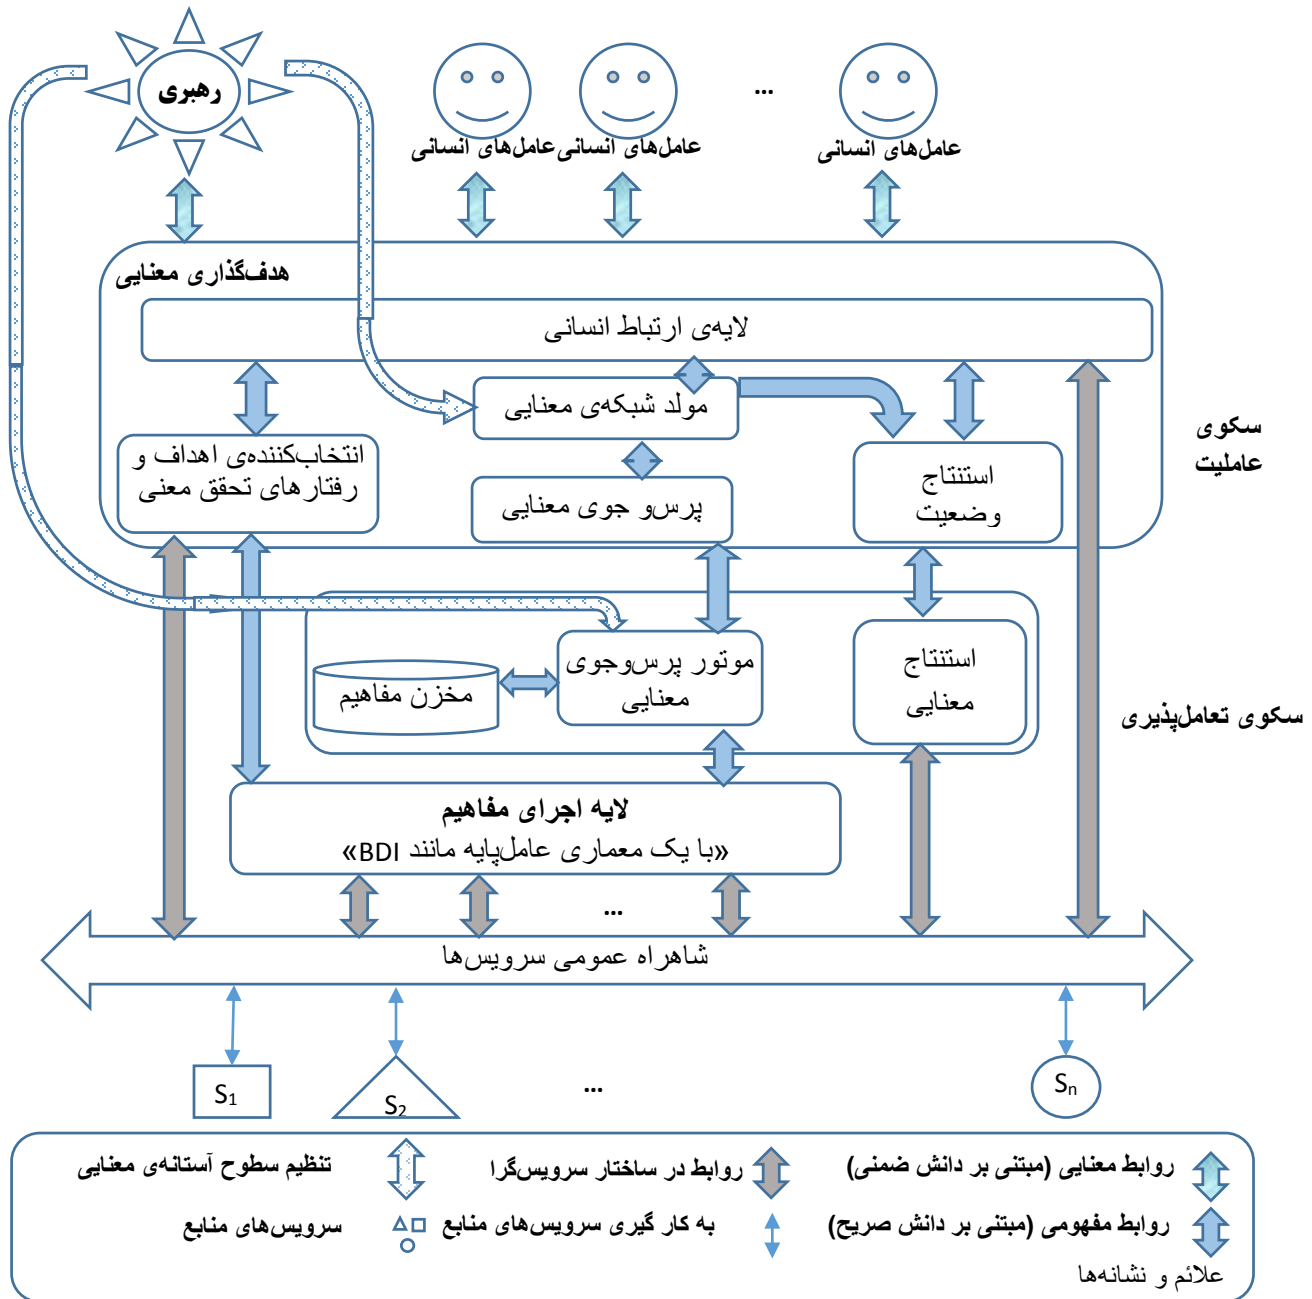 رهبری
...
عامل‌های انسانی
عامل‌های انسانی
عامل‌های انسانی
هدف‌گذاری معنایی
لایه‌ی ارتباط انسانی
مولد شبکه‌ی معنایی
انتخاب‌کننده‌ی اهداف و
رفتارهای تحقق معنی
پرس‌و جوی معنایی
استنتاج
وضعیت
سکوی
عاملیت
موتور پرس‌وجوی
معنایی
مخزن مفاهیم
استنتاج
معنایی
سکوی تعامل‌پذیری
لایه اجرای مفاهیم
«با یک معماری عامل‌پایه مانند BDI»
...
شاهراه عمومی سرویس‌ها
S1
S2
...
Sn
روابط معنایی (مبتنی بر دانش ضمنی)
روابط در ساختار سرویس‌گرا
تنظیم سطوح آستانه‌ی معنایی
روابط مفهومی (مبتنی بر دانش صریح)
به کار گیری سرویس‌های منابع
سرویس‌های منابع
علائم و نشانه‌ها